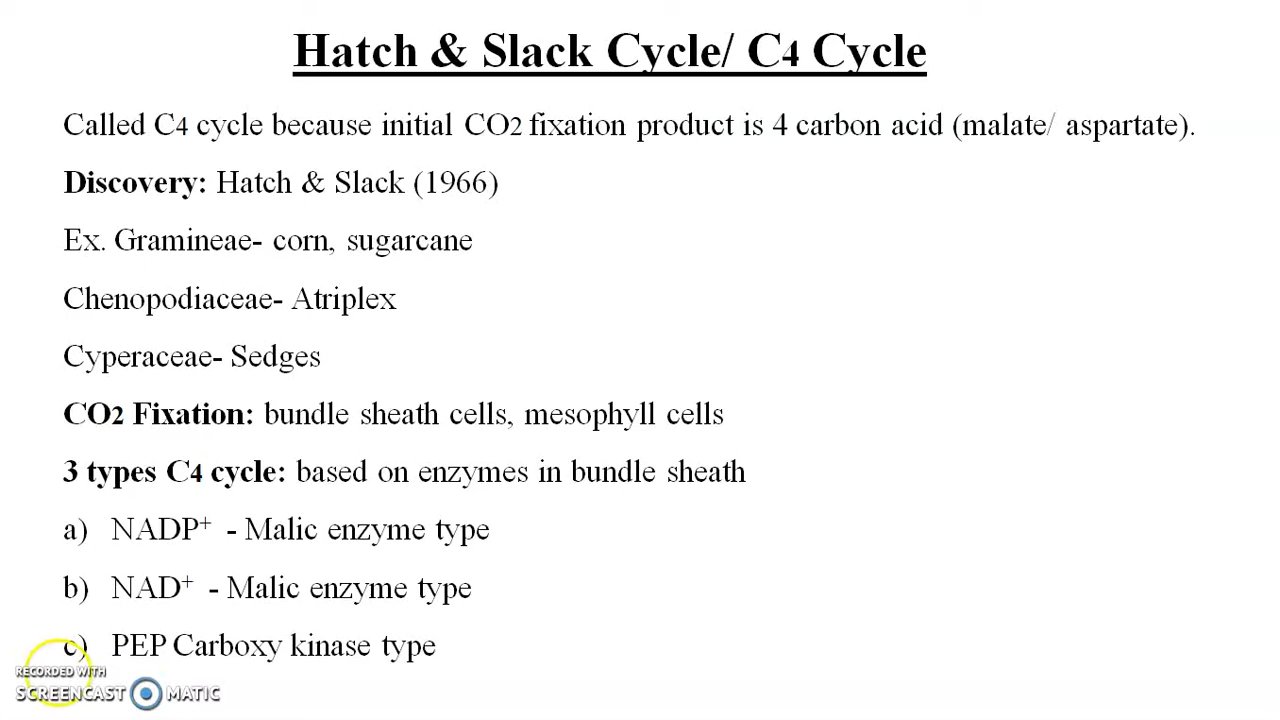 Hatch & Slack Cycle/ C4 Cycle
Called C4 cycle because initial CO2 fixation product is 4 carbon acid (malate/ aspartate).
Discovery: Hatch & Slack (1966)
Ex. Gramineae- corn, sugarcane
Chenopodiaceae- Atriplex
Cyperaceae- Sedges
CO2 Fixation: bundle sheath cells, mesophyll cells
3 types C4 cycle: based on enzymes in bundle sheath
a) NADP+ - Malic enzyme type
b) NAD+ - Malic enzyme type
c) PEP Carboxy kinase type
RECORDED WITH
SCREENCAST MATIC